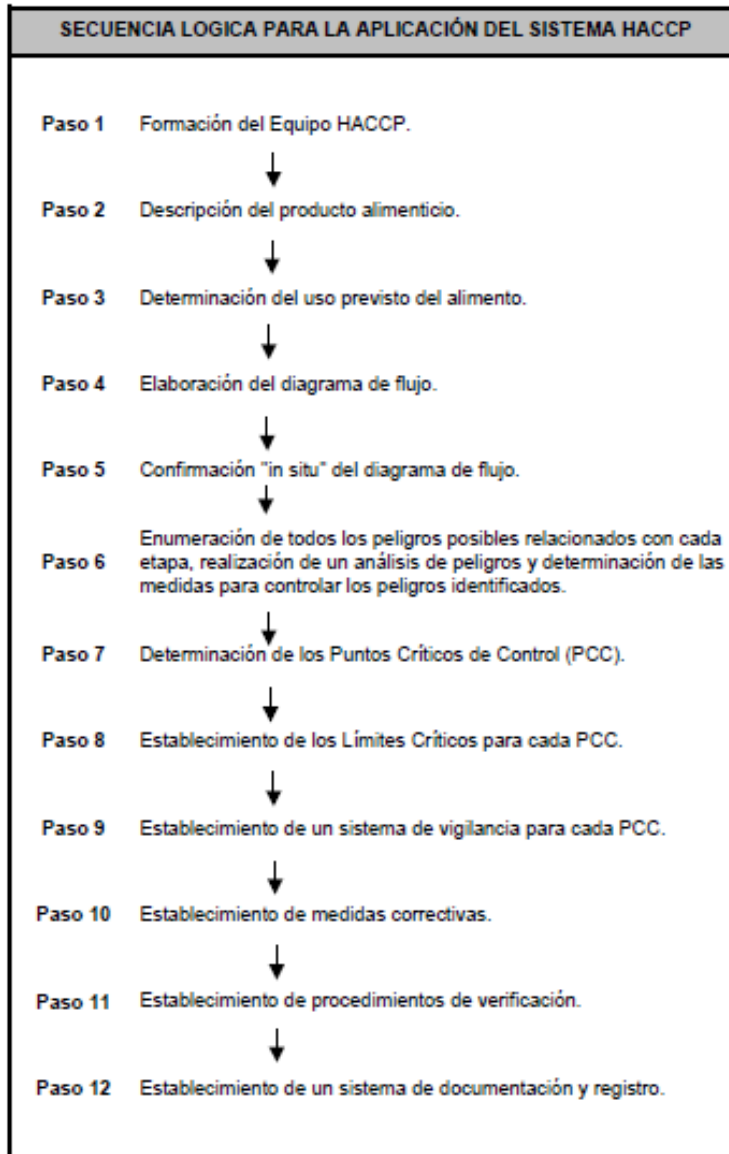 SECUENCIA LOGICA PARA LA APLICACIÓN DEL SISTEMA HACCP
Paso 1 Formación del Equipo HACCP.
Paso 2 Descripción del producto alimenticio.
Paso 3 Determinación del uso previsto del alimento.
Paso 4 Elaboración del diagrama de flujo.
Paso 5 Confirmación "in situ" del diagrama de flujo.
Enumeración de todos los peligros posibles relacionados con cada
Paso 6 etapa, realización de un análisis de peligros y determinación de las
medidas para controlar los peligros identificados.
Paso 7 Determinación de los Puntos Críticos de Control (PCC).
Paso 8 Establecimiento de los Límites Críticos para cada PCC.
Paso 9 Establecimiento de un sistema de vigilancia para cada PCC.
Paso 10 Establecimiento de medidas correctivas.
Paso 11 Establecimiento de procedimientos de verificación.
Paso 12 Establecimiento de un sistema de documentación y registro.